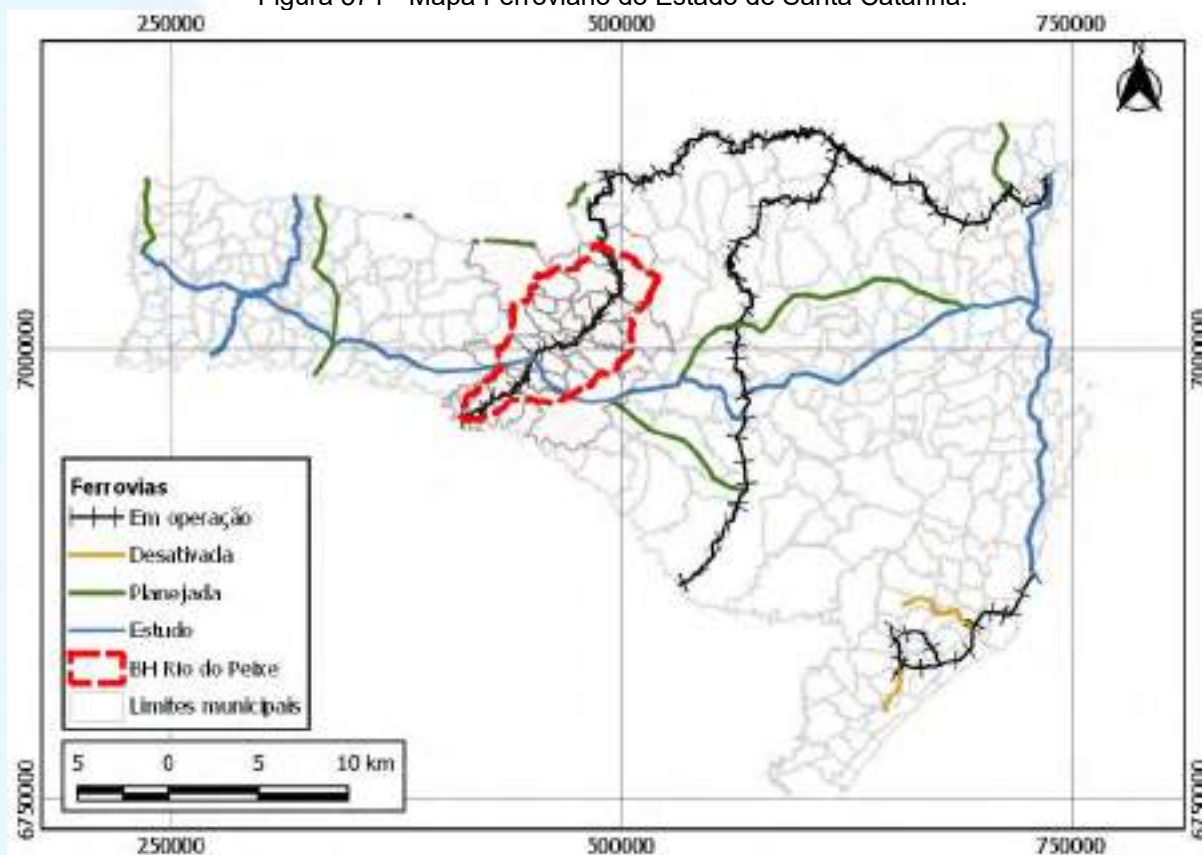 Figura 374 - Mapa Ferroviário do Estado de Santa Catarina.
250000 500000 750000
N
7000000 7000000
Ferrovias
Em operação
Desativada
Planejada
Estudo
BH Rio do Peixe
Limites municipais
5 0 5 10 km
6750000 6750000
250000 500000 750000